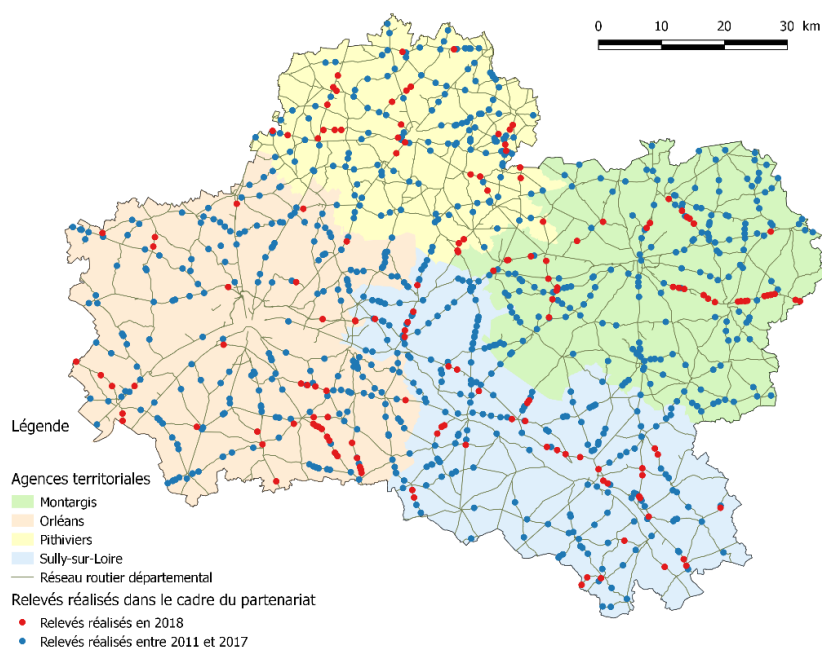 0 10 20 30 km
Légende
Agences territoriales
Montargis
Orléans
Pithiviers
Sully-sur-Loire
Réseau routier départemental
Relevés réalisés dans le cadre du partenariat
Relevés réalisés en 2018
Relevés réalisés entre 2011 et 2017